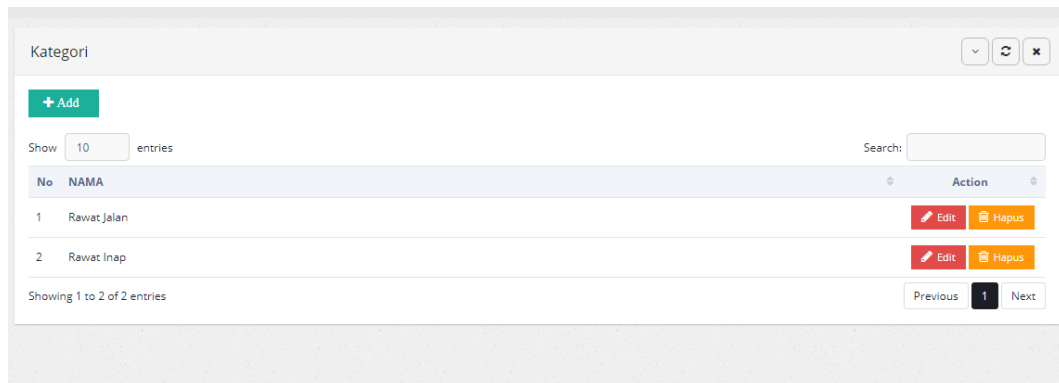 Kategori
Add
Show 10 entries Search:
No NAMA Action
1 Rawat Jalan Edit Hapus
2 Rawat Inap Edit Hapus
Showing 1 to 2 of 2 entries Previous 1 Next